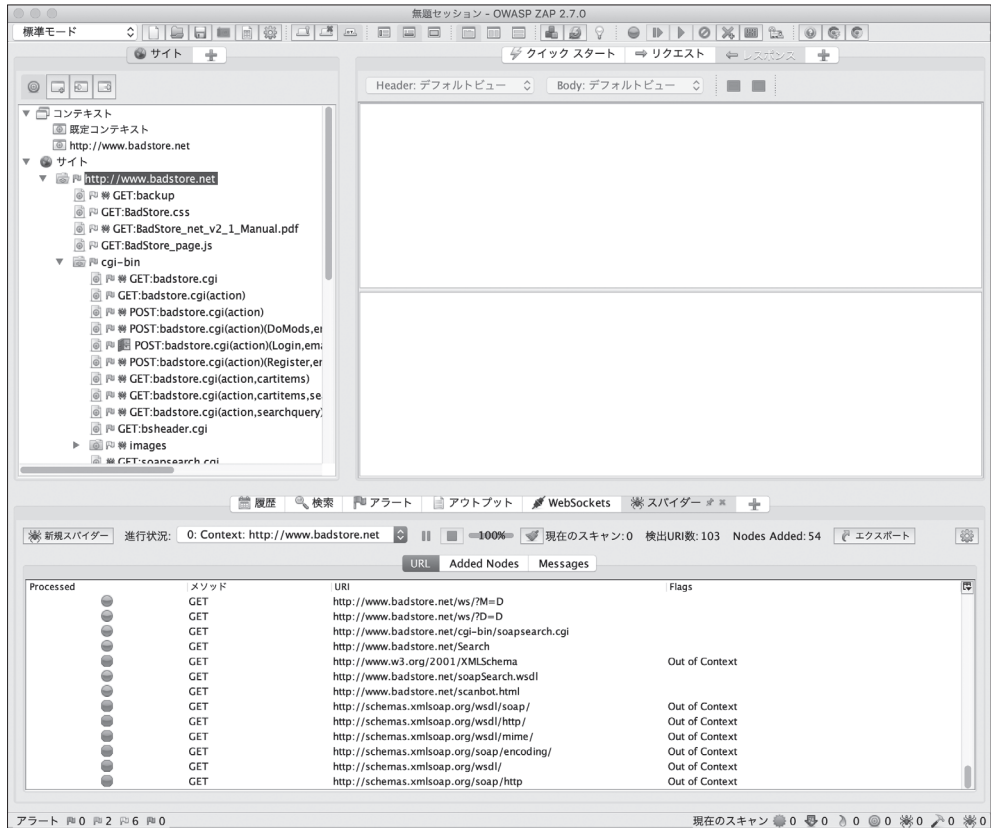 無題セッション - OWASP ZAP 2.7.0
標準モード
サイト
クイック スタート
リクエスト
レスポンス
Header: デフォルトビュー
Body: デフォルトビュー
コンテキスト
既定コンテキスト
http://www.badstore.net
サイト
http://www.badstore.net
GET:backup
GET:BadStore.css
GET:BadStore_net_v2_1_Manual.pdf
GET:BadStore_page.js
cgi-bin
GET:badstore.cgi
GET:badstore.cgi(action)
POST:badstore.cgi(action)
POST:badstore.cgi(action)(DoMods,er
POST:badstore.cgi(action)(Login,ema
POST:badstore.cgi(action)(Register,er
GET:badstore.cgi(action,cartitems)
GET:badstore.cgi(action,cartitems,se
GET:badstore.cgi(action,searchquery)
GET:bsheader.cgi
images
GET:soapsearch.cgi
履歴 検索 アラート アウトプット WebSockets スパイダー
新規スパイダー 進行状況: 0: Context: http://www.badstore.net 100% 現在のスキャン: 0 検出URI数: 103 Nodes Added: 54 エクスポート
URL Added Nodes Messages
Processed メソッド URI Flags
GET http://www.badstore.net/ws/?M=D
GET http://www.badstore.net/ws/?D=D
GET http://www.badstore.net/cgi-bin/soapsearch.cgi
GET http://www.badstore.net/Search
GET http://www.w3.org/2001/XMLSchema Out of Context
GET http://www.badstore.net/soapSearch.wsdl
GET http://www.badstore.net/scanbot.html
GET http://schemas.xmlsoap.org/wsdl/soap/ Out of Context
GET http://schemas.xmlsoap.org/wsdl/http/ Out of Context
GET http://schemas.xmlsoap.org/wsdl/mime/ Out of Context
GET http://schemas.xmlsoap.org/soap/encoding/ Out of Context
GET http://schemas.xmlsoap.org/wsdl/ Out of Context
GET http://schemas.xmlsoap.org/soap/http Out of Context
アラート 0 2 6 0 現在のスキャン 0 0 0 0 0 0 0